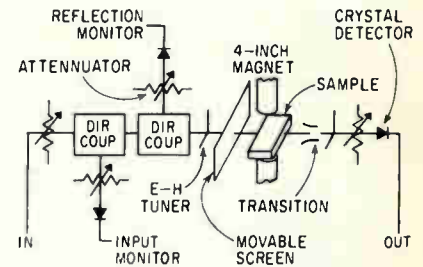 REFLECTION
MONITOR
ATTENNUATOR
4-INCH
MAGNET
CRYSTAL
DETECTOR
SAMPLE
DIR
COUP
DIR
COUP
E-H
TUNER
TRANSITION
IN
INPUT
MONITOR
MOVABLE
SCREEN
OUT